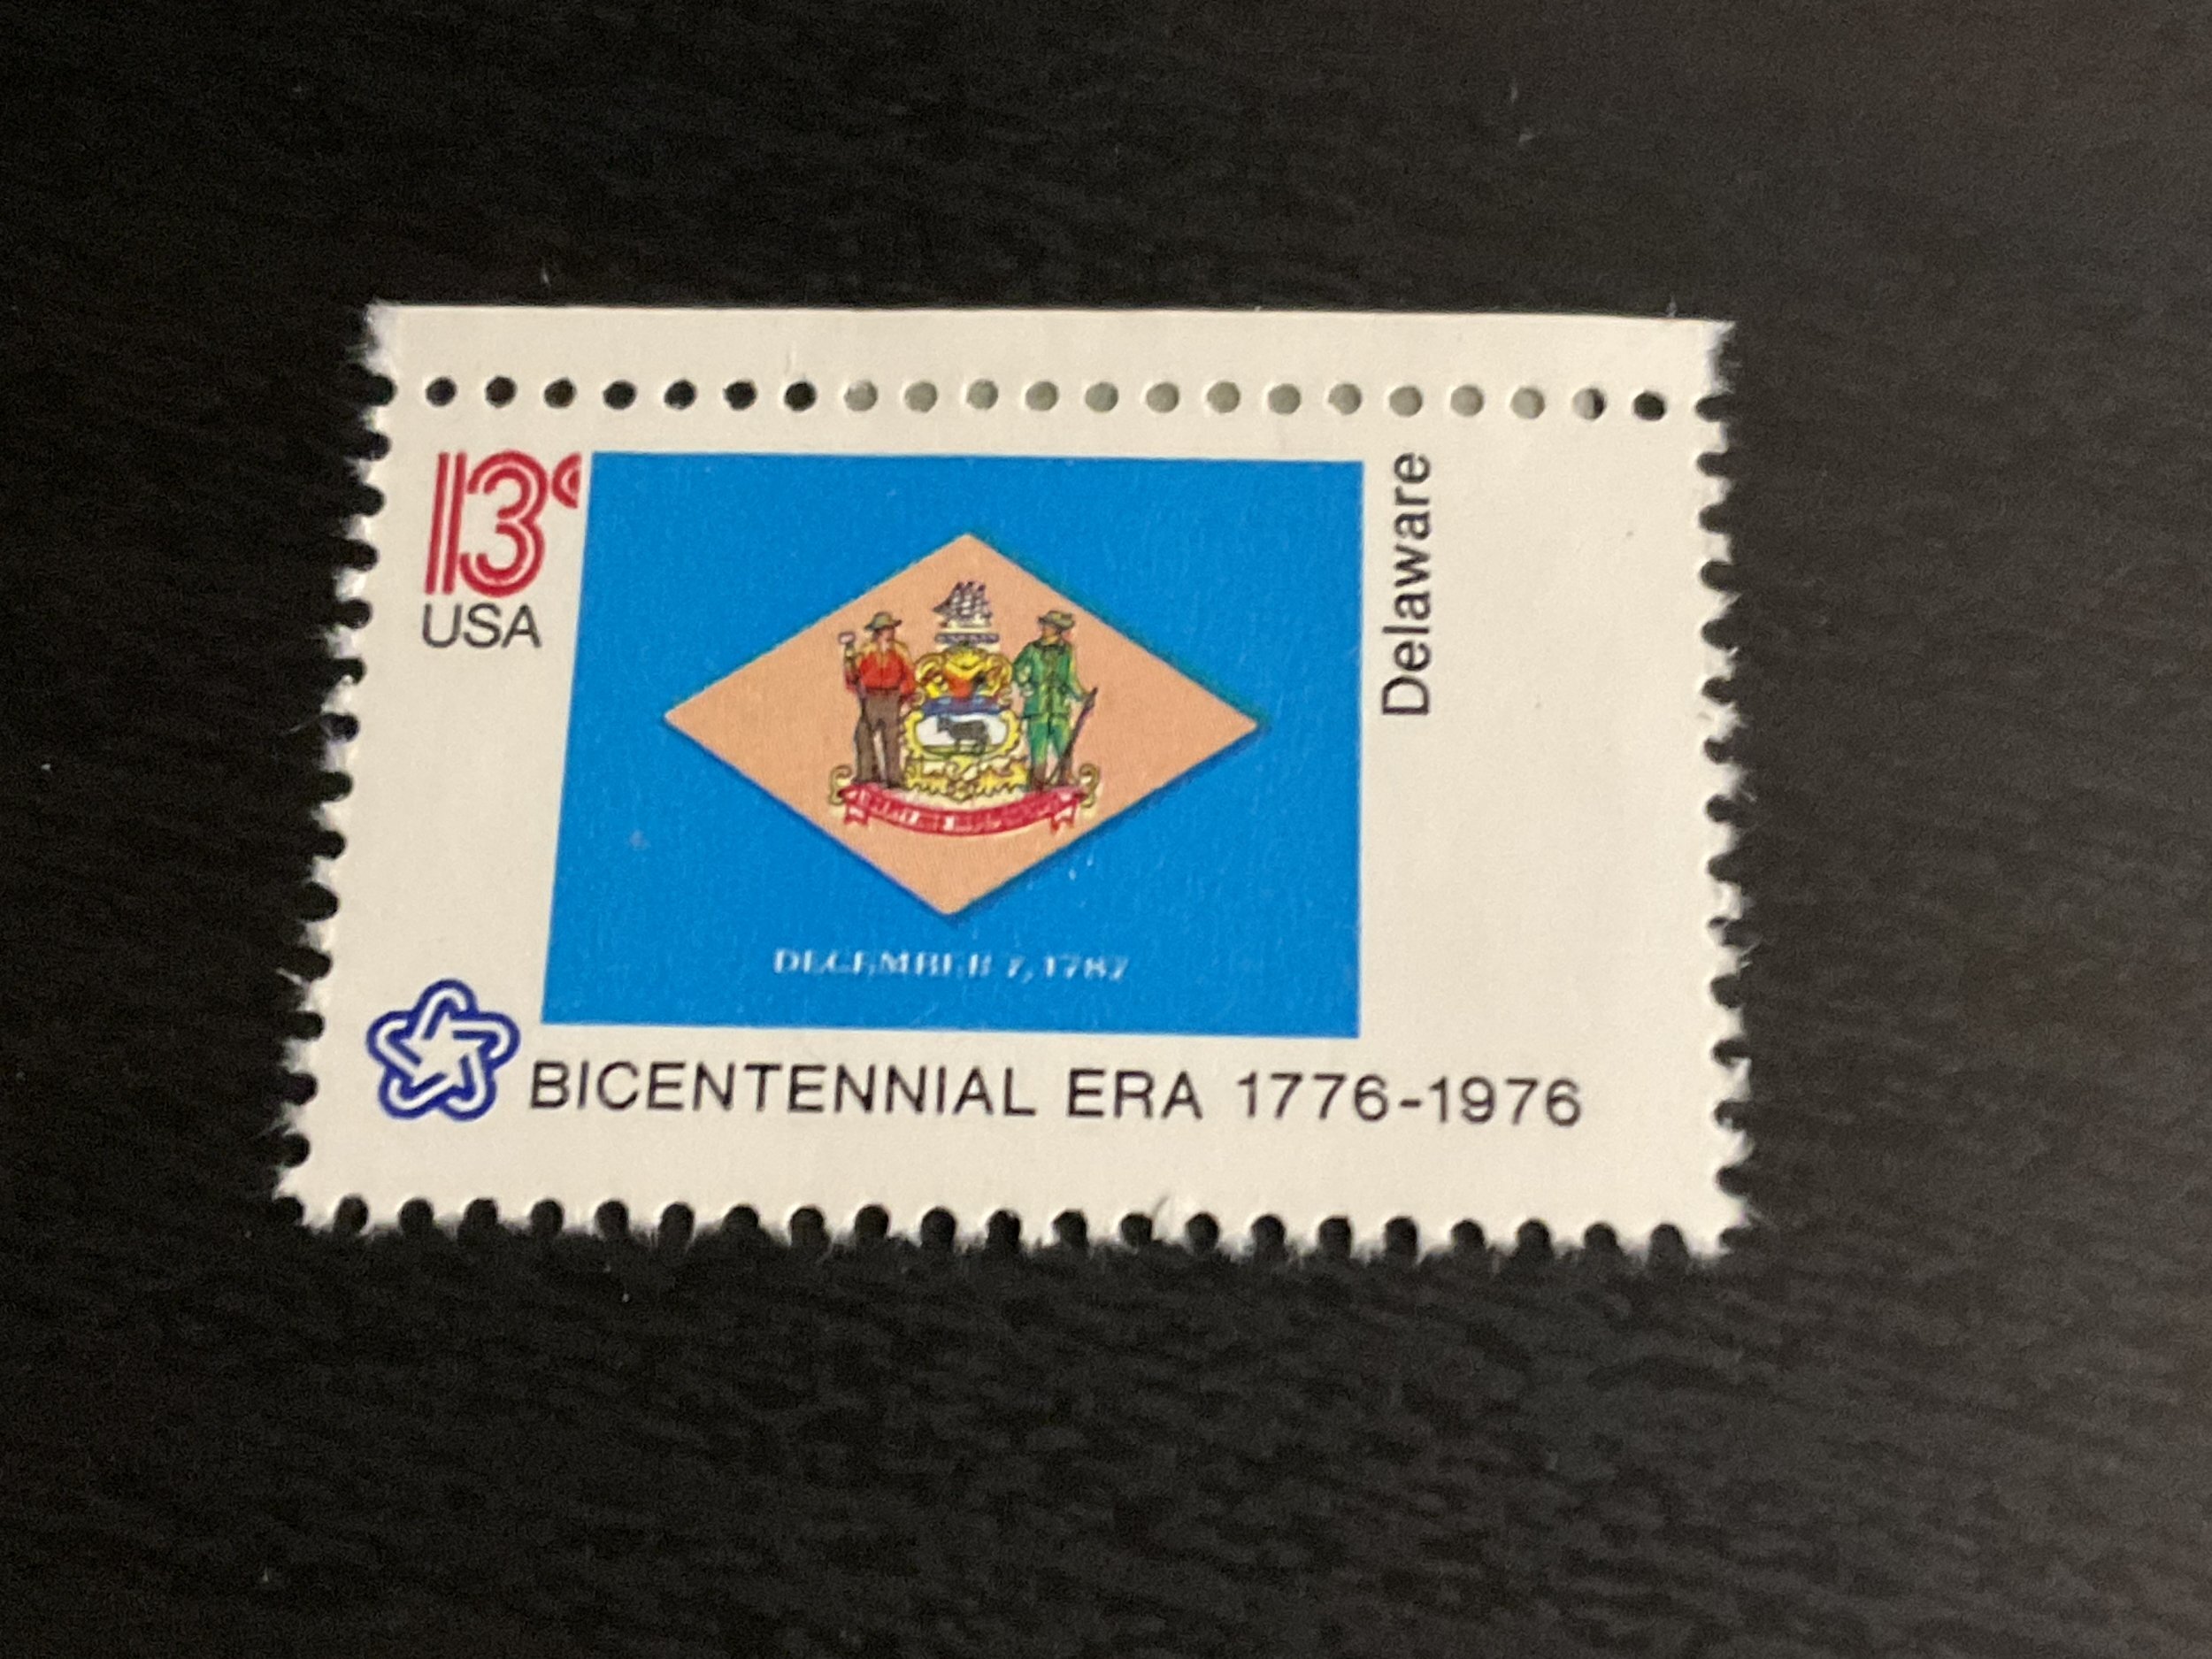 13¢
USA
Delaware
DECEMBER 7, 1787
BICENTENNIAL ERA 1776-1976